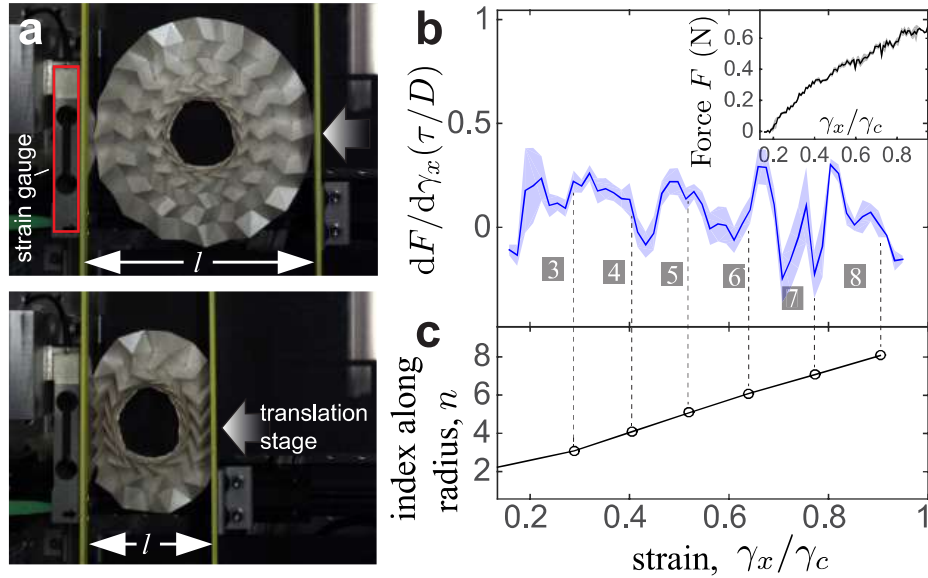 a
strain gauge
l
translation
stage
l
b
dF/dγₓ(τ/D)
1
0.5
0
3
4
5
6
7
8
Force F (N)
0.6
0.4
0.2
0
γₓ/γ_c
0.2 0.4 0.6 0.8
c
index along
radius, n
8
6
4
2
0.2 0.4 0.6 0.8 1
strain, γₓ/γ_c